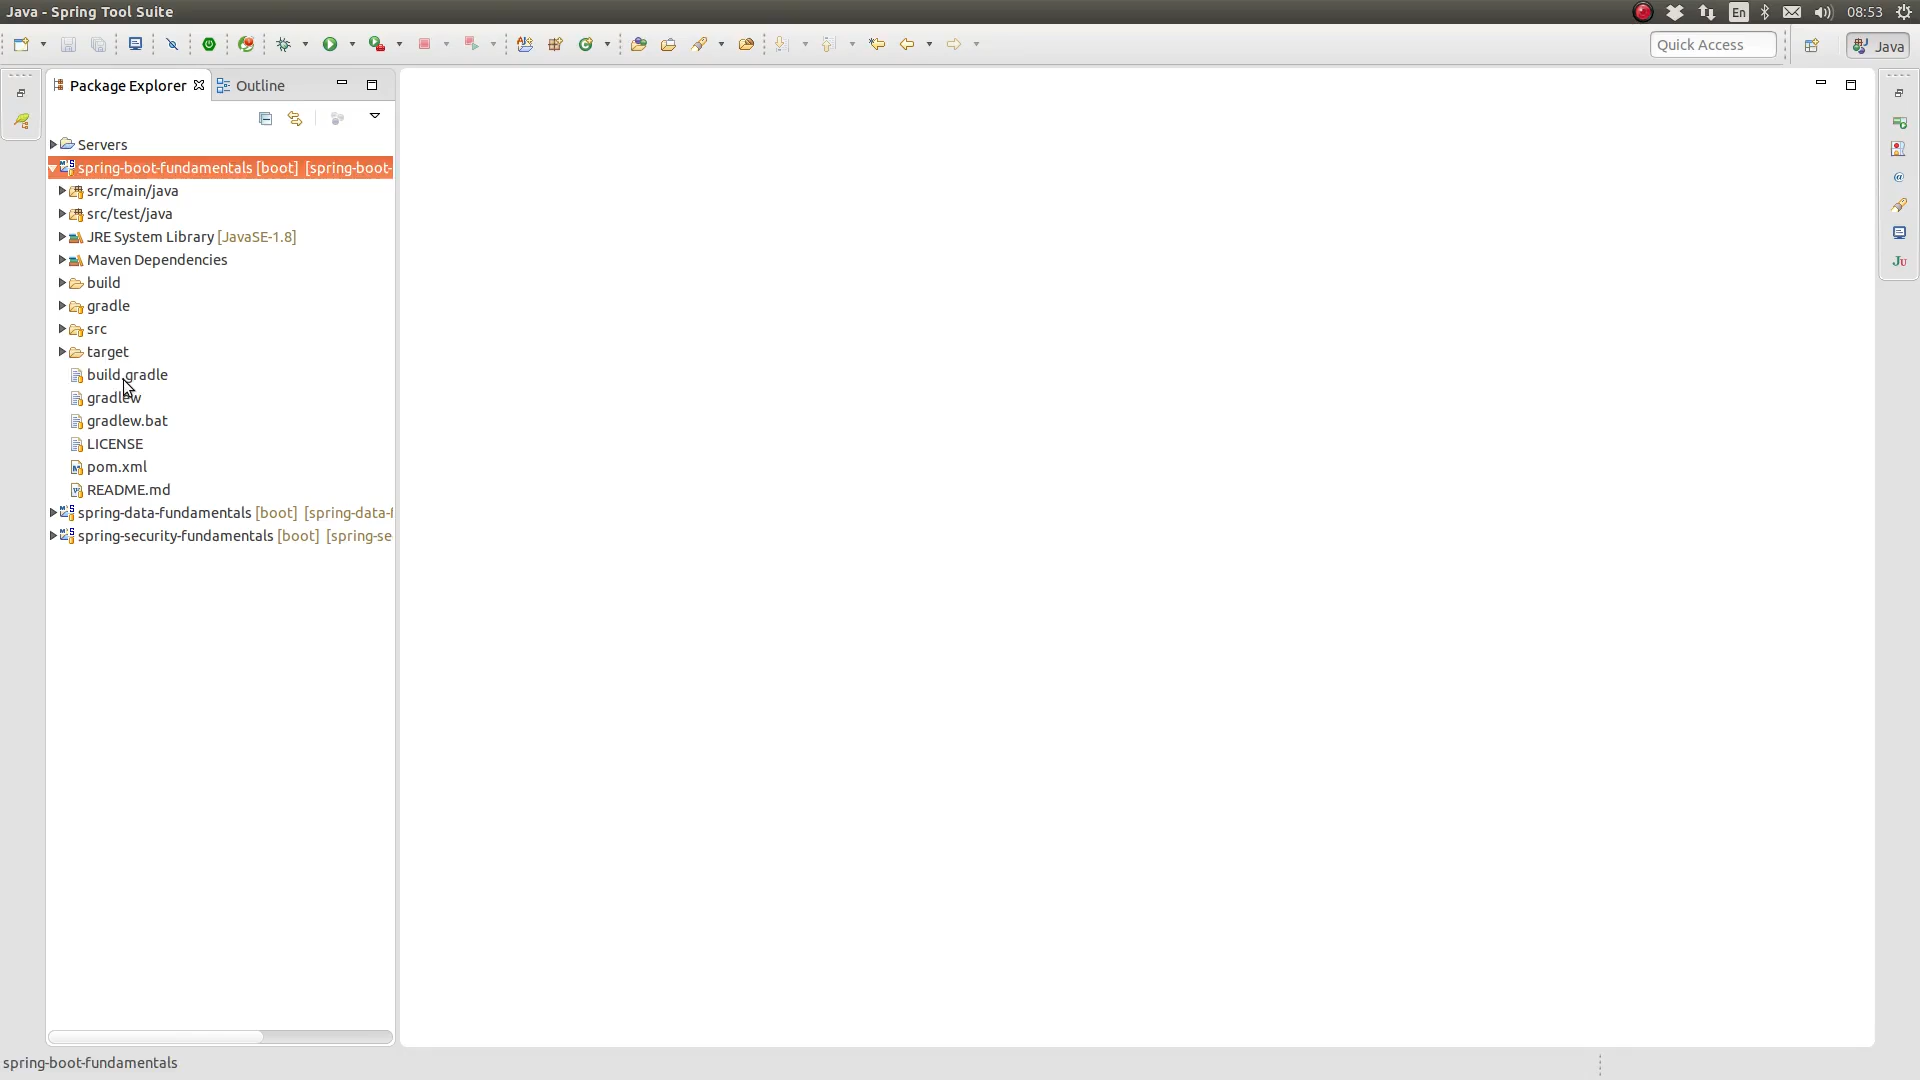 Java - Spring Tool Suite
En
08:53
Quick Access
Java
Package Explorer
Outline
Servers
spring-boot-fundamentals [boot] [spring-boot-
src/main/java
src/test/java
JRE System Library [JavaSE-1.8]
Maven Dependencies
build
gradle
src
target
build.gradle
gradlew
gradlew.bat
LICENSE
pom.xml
README.md
spring-data-fundamentals [boot] [spring-data-f
spring-security-fundamentals [boot] [spring-se
spring-boot-fundamentals